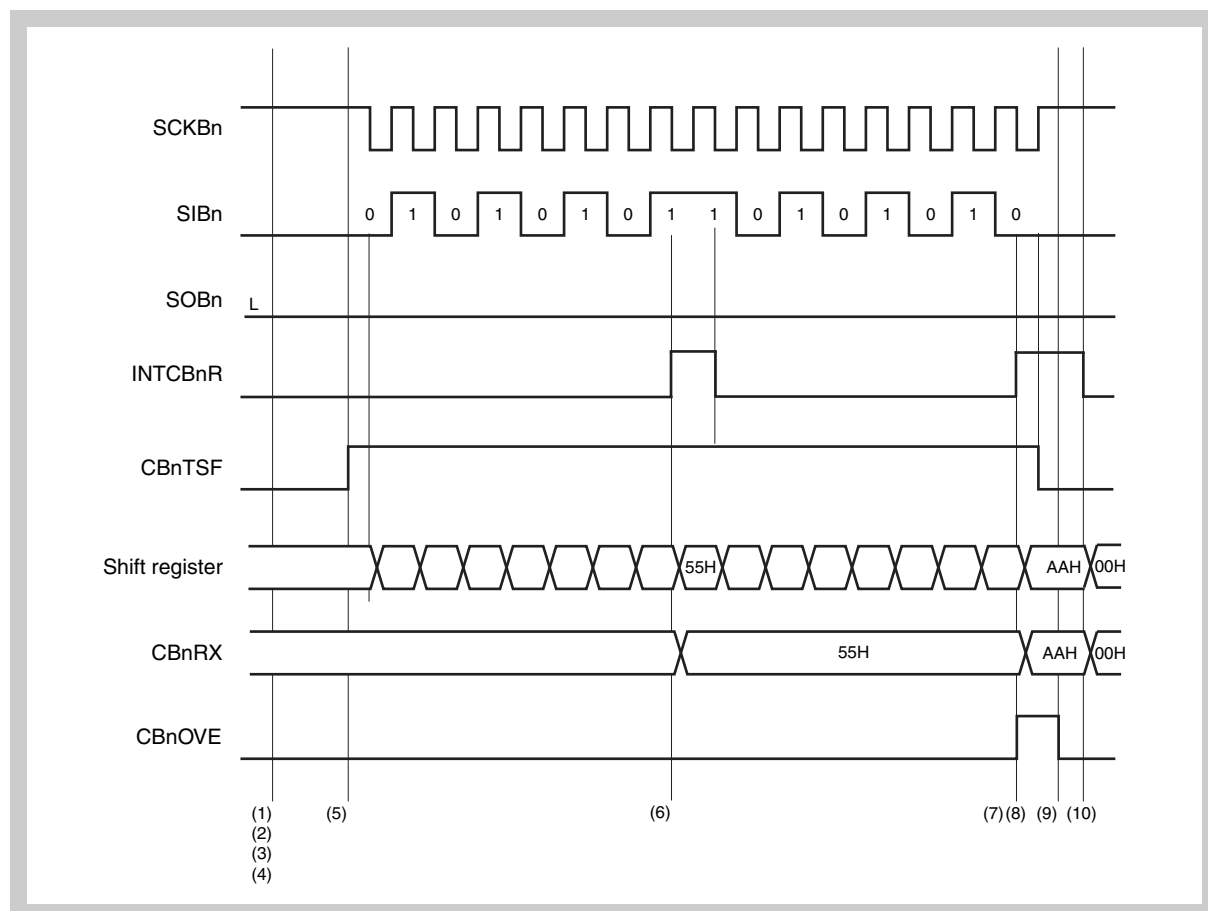 SCKBn
SIBn
0 1 0 1 0 1 0 1 1 0 1 0 1 0 1 0
SOBn L
INTCBnR
CBnTSF
Shift register 55H AAH 00H
CBnRX 55H AAH 00H
CBnOVE
(1) (5) (6) (7) (8) (9) (10)
(2)
(3)
(4)